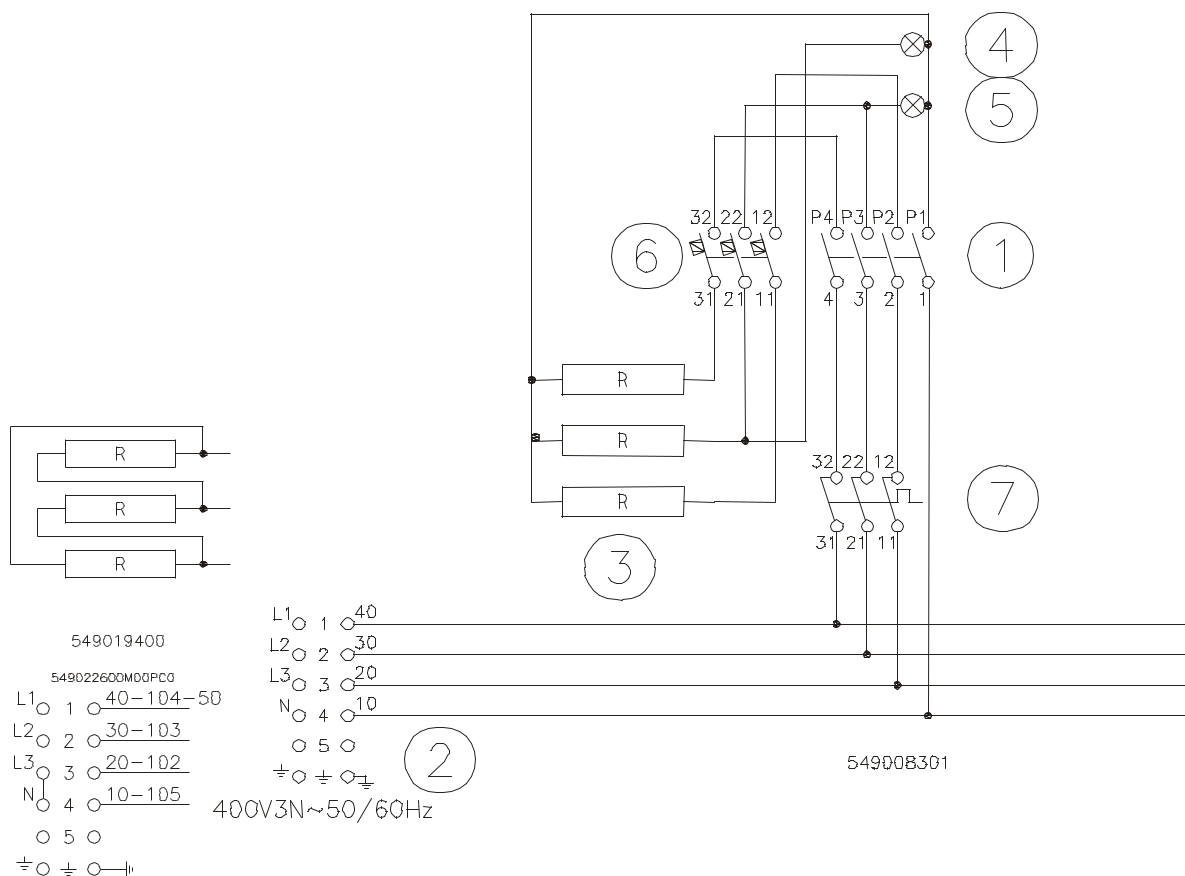 4
5
32 22 12 P4 P3 P2 P1
6 1
31 21 11 4 3 2 1
R
R
R
32 22 12
7
31 21 11
3
R
R
R
549019400
549022600M00PC0
L1 1 40-104-50
L2 2 30-103
L3 3 20-102
N 4 10-105
5
L1 1 40
L2 2 30
L3 3 20
N 4 10
5
2
400V3N~50/60Hz
549008301